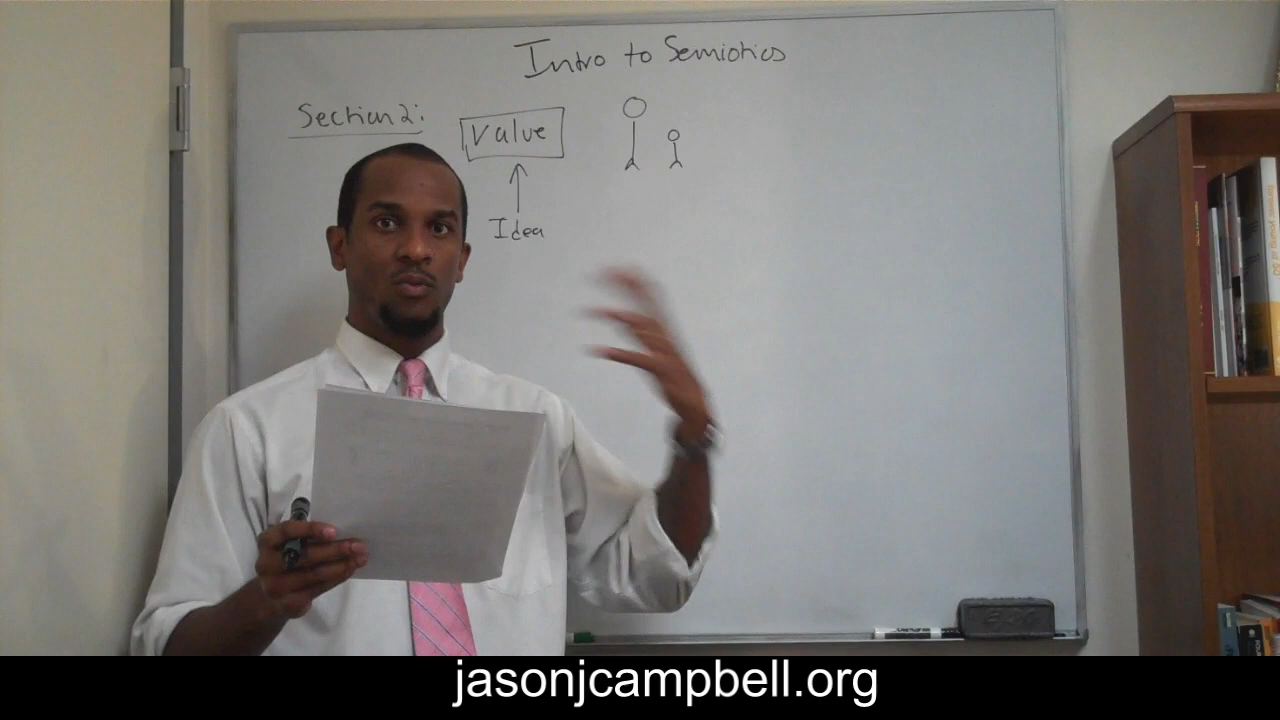 Intro to Semiotics
Section 2:
Value
Idea
jasonjcampbell.org